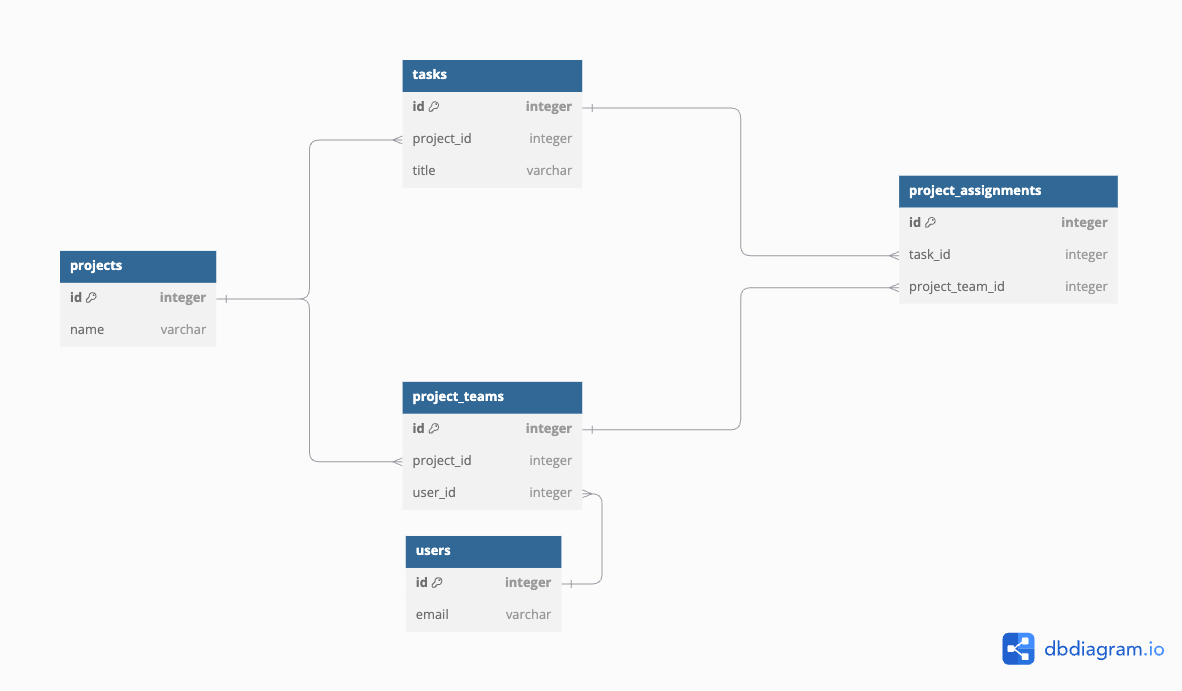 tasks
id integer
project_id integer
title varchar
project_assignments
id integer
task_id integer
project_team_id integer
projects
id integer
name varchar
project_teams
id integer
project_id integer
user_id integer
users
id integer
email varchar
dbdiagram.io